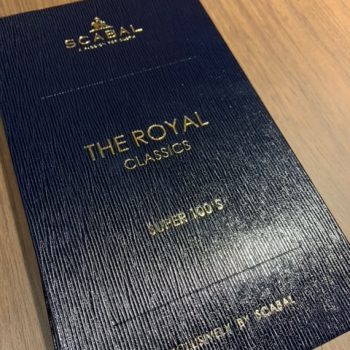 SCABAL
THE ROYAL
CLASSICS
SUPER 100'S
BY SCABAL